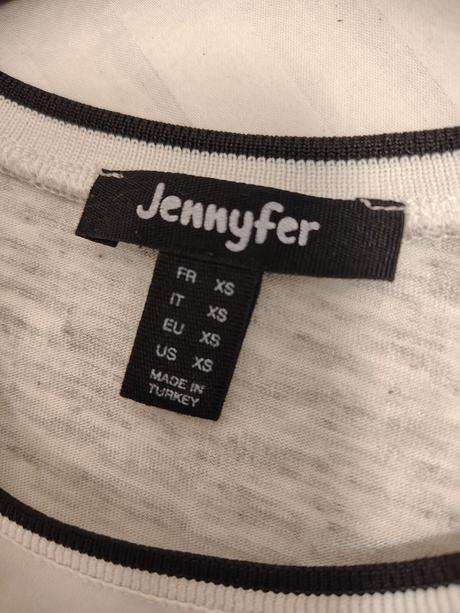 Jennyfer
FR XS
IT XS
EU XS
US XS
MADE IN
TURKEY